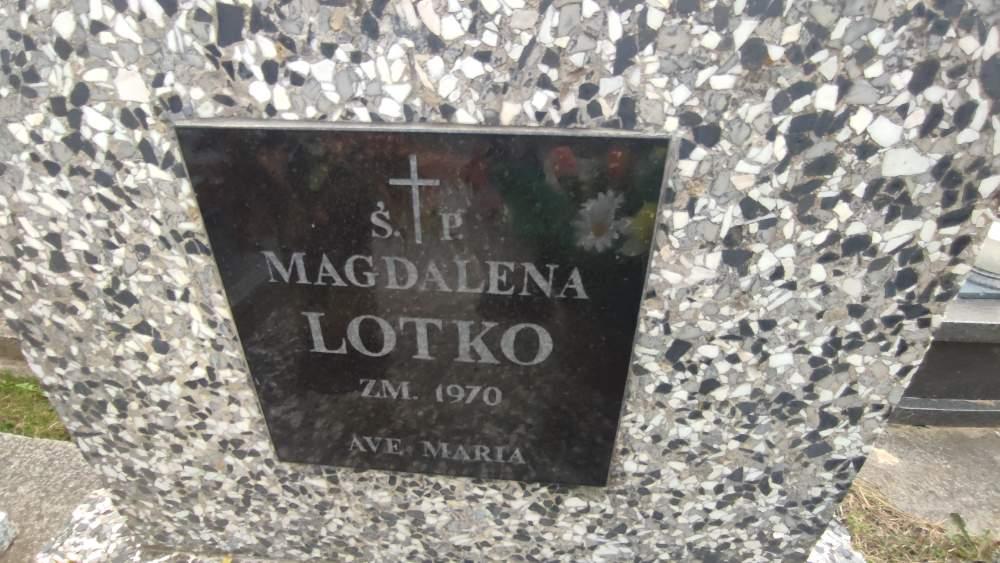 Ś. P.
MAGDALENA
LOTKO
ZM. 1970
AVE MARIA